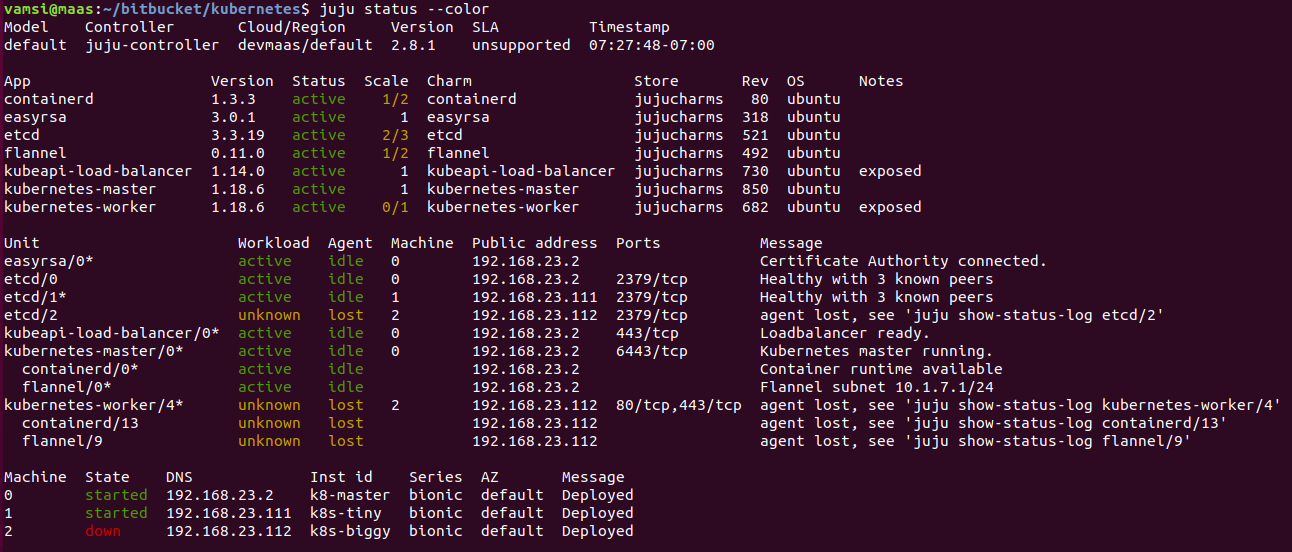 vamsi@maas:~/bitbucket/kubernetes$ juju status --color
Model    Controller       Cloud/Region     Version  SLA          Timestamp
default  juju-controller  devmaas/default  2.8.1    unsupported  07:27:48-07:00

App                    Version  Status  Scale  Charm                  Store       Rev  OS      Notes
containerd             1.3.3    active    1/2  containerd             jujucharms   80  ubuntu
easyrsa                3.0.1    active      1  easyrsa                jujucharms  318  ubuntu
etcd                   3.3.19   active    2/3  etcd                   jujucharms  521  ubuntu
flannel                0.11.0   active    1/2  flannel                jujucharms  492  ubuntu
kubeapi-load-balancer  1.14.0   active      1  kubeapi-load-balancer  jujucharms  730  ubuntu  exposed
kubernetes-master      1.18.6   active      1  kubernetes-master      jujucharms  850  ubuntu
kubernetes-worker      1.18.6   active    0/1  kubernetes-worker      jujucharms  682  ubuntu  exposed

Unit                      Workload  Agent  Machine  Public address  Ports           Message
easyrsa/0*                active    idle   0        192.168.23.2                    Certificate Authority connected.
etcd/0                    active    idle   0        192.168.23.2    2379/tcp        Healthy with 3 known peers
etcd/1*                   active    idle   1        192.168.23.111  2379/tcp        Healthy with 3 known peers
etcd/2                    unknown   lost   2        192.168.23.112  2379/tcp        agent lost, see 'juju show-status-log etcd/2'
kubeapi-load-balancer/0*  active    idle   0        192.168.23.2    443/tcp         Loadbalancer ready.
kubernetes-master/0*      active    idle   0        192.168.23.2    6443/tcp        Kubernetes master running.
  containerd/0*           active    idle            192.168.23.2                    Container runtime available
  flannel/0*              active    idle            192.168.23.2                    Flannel subnet 10.1.7.1/24
kubernetes-worker/4*      unknown   lost   2        192.168.23.112  80/tcp,443/tcp  agent lost, see 'juju show-status-log kubernetes-worker/4'
  containerd/13           unknown   lost            192.168.23.112                  agent lost, see 'juju show-status-log containerd/13'
  flannel/9               unknown   lost            192.168.23.112                  agent lost, see 'juju show-status-log flannel/9'

Machine  State    DNS             Inst id    Series  AZ       Message
0        started  192.168.23.2    k8-master  bionic  default  Deployed
1        started  192.168.23.111  k8s-tiny   bionic  default  Deployed
2        down     192.168.23.112  k8s-biggy  bionic  default  Deployed